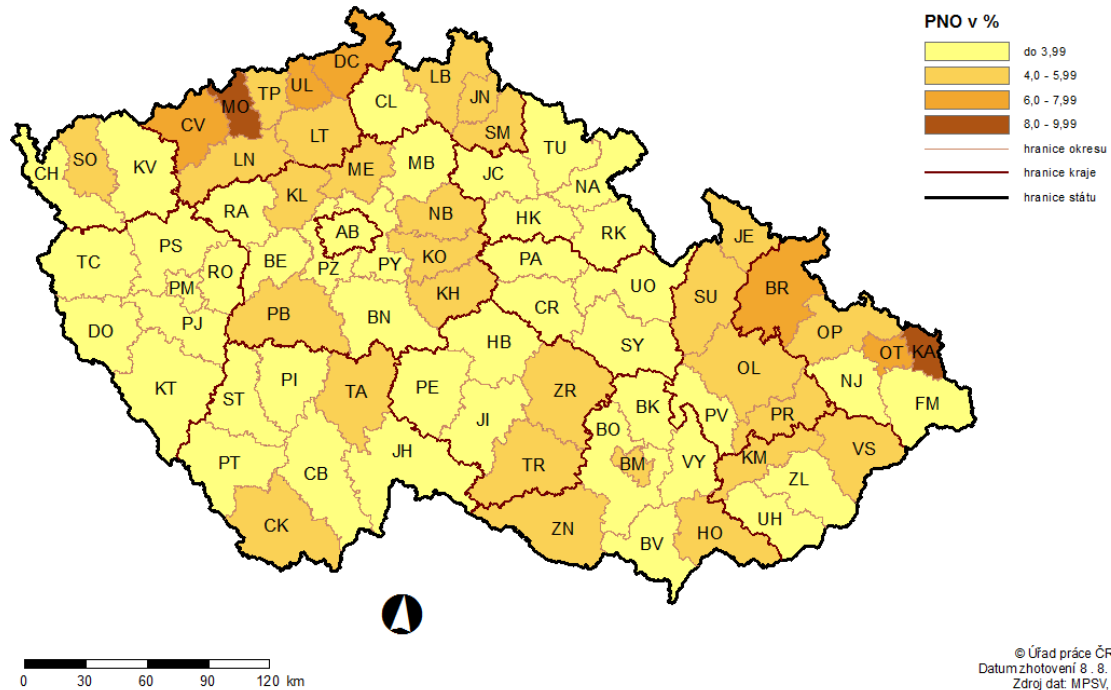 PNO v %
do 3,99
4,0 - 5,99
6,0 - 7,99
8,0 - 9,99
hranice okresu
hranice kraje
hranice státu
DC
LB
UL
TP
JN
MO
CL
CV
SM
LT
TU
LN
ME
MB
SO
KV
CH
JC
NA
KL
RA
NB
HK
AB
RK
JE
PS
KO
PA
BE
PZ
PY
RO
TC
PM
KH
UO
SU
BR
CR
PB
BN
DO
PJ
OP
HB
SY
OT
KA
OL
KT
PI
TA
PE
ZR
NJ
FM
ST
JI
BK
PV
PR
BO
JH
VS
PT
CB
TR
BM
VY
KM
ZL
CK
ZN
HO
UH
BV
0 30 60 90 120 km
© Úřad práce ČR
Datum zhotovení 8. 8.
Zdroj dat: MPSV,